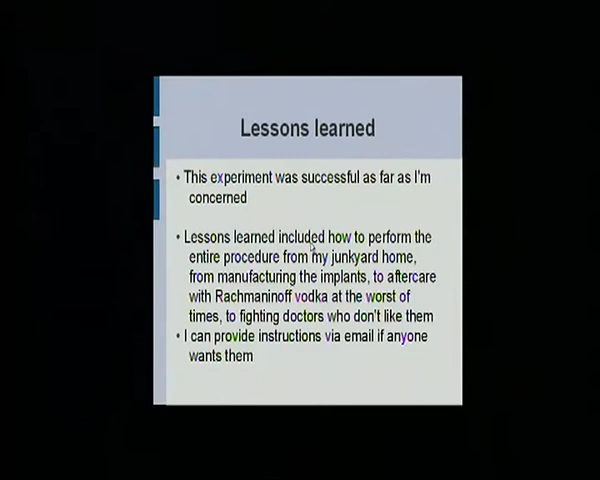 Lessons learned
• This experiment was successful as far as I'm
concerned
• Lessons learned included how to perform the
entire procedure from my junkyard home,
from manufacturing the implants, to aftercare
with Rachmaninoff vodka at the worst of
times, to fighting doctors who don't like them
• I can provide instructions via email if anyone
wants them